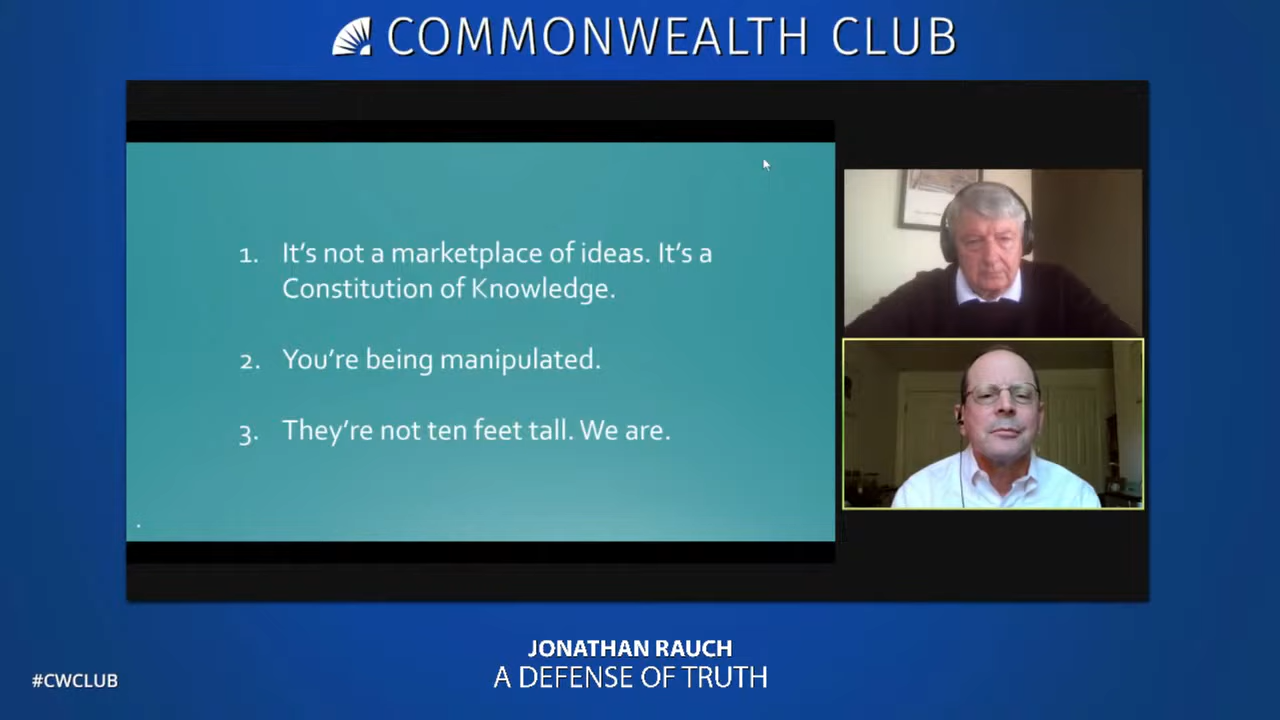 COMMONWEALTH CLUB
1. It's not a marketplace of ideas. It's a
Constitution of Knowledge.
2. You're being manipulated.
3. They're not ten feet tall. We are.
JONATHAN RAUCH
A DEFENSE OF TRUTH
#CWCLUB